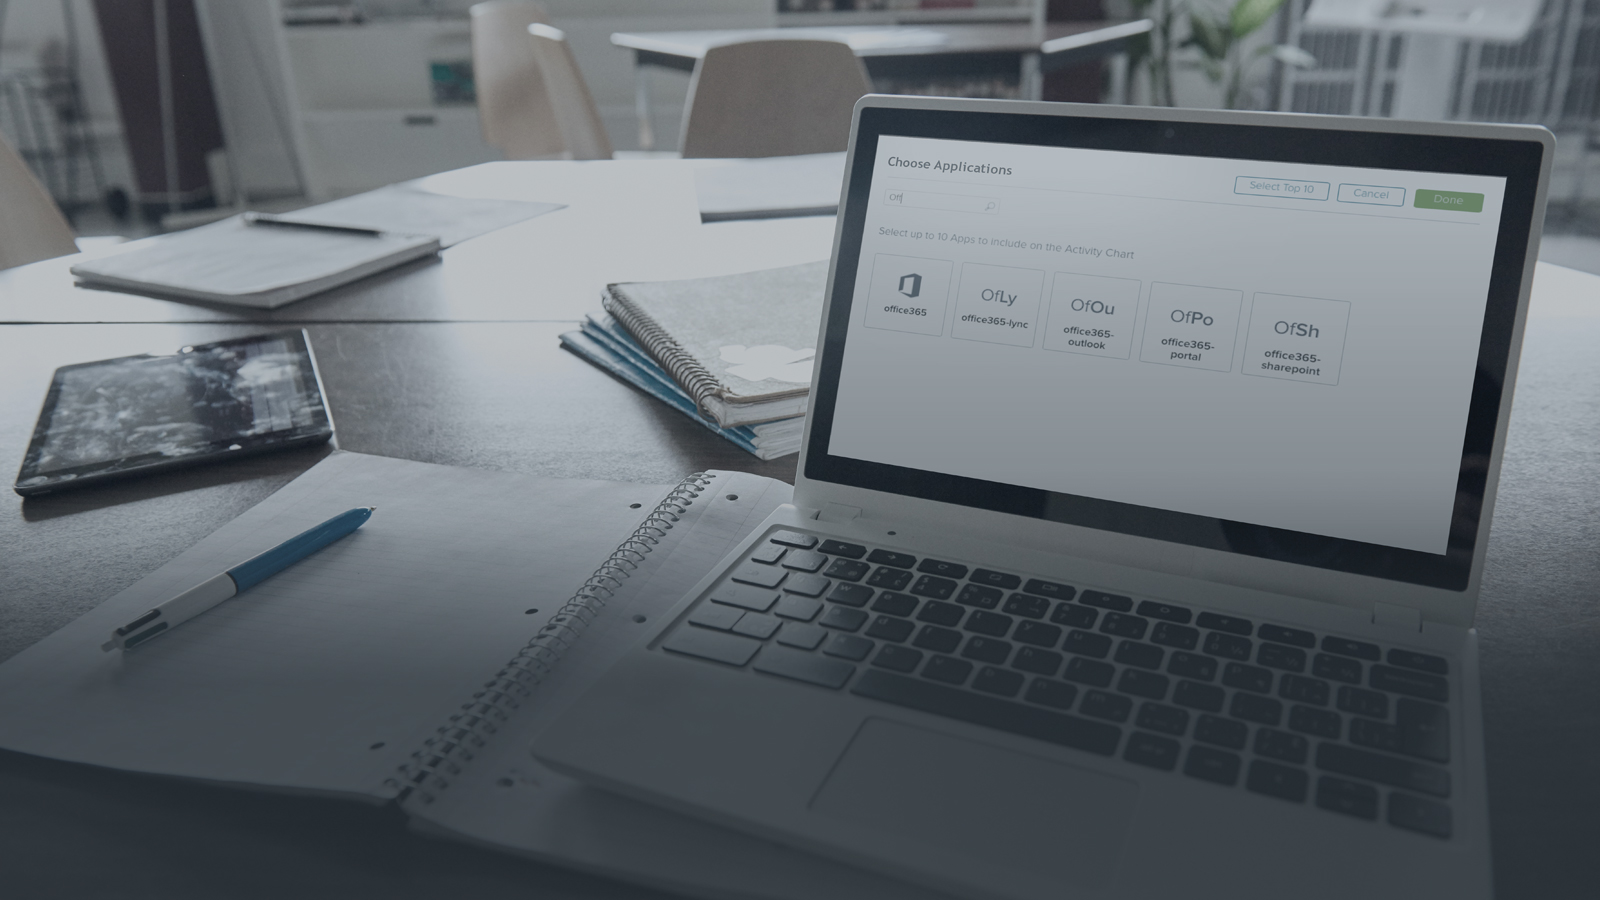 Choose Applications
Select Top 10
Cancel
Done
Off
Select up to 10 Apps to include on the Activity Chart
office365
OfLy
office365-lync
OfOu
office365-
outlook
OfPo
office365-
portal
OfSh
office365-
sharepoint